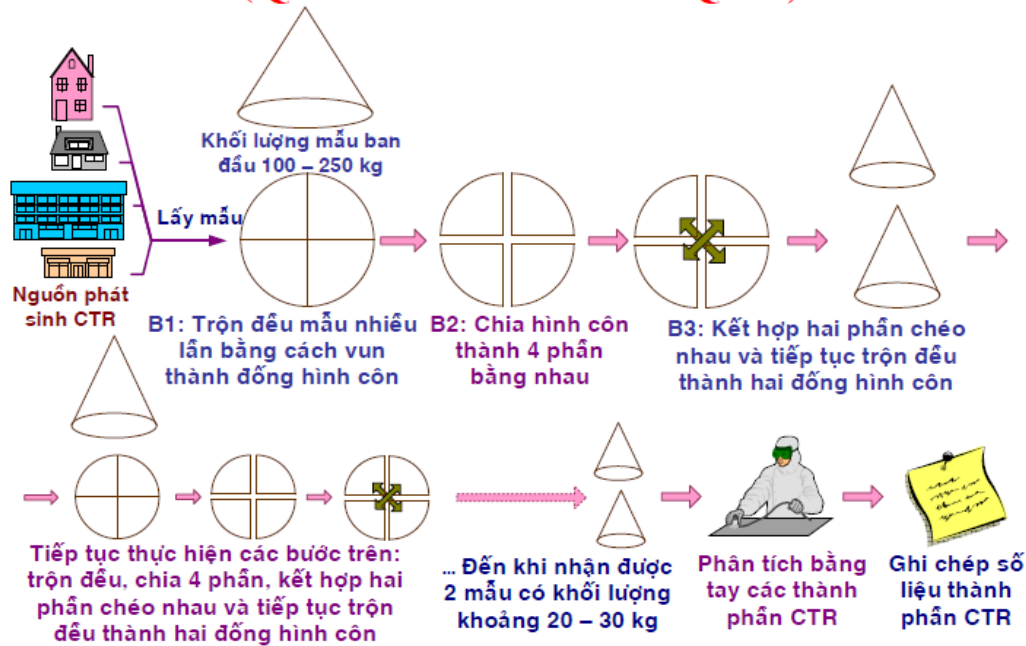 Khối lượng mẫu ban
đầu 100 – 250 kg
Lấy mẫu
Nguồn phát
sinh CTR
B1: Trộn đều mẫu nhiều
lần bằng cách vun
thành đống hình côn
B2: Chia hình côn
thành 4 phần
bằng nhau
B3: Kết hợp hai phần chéo
nhau và tiếp tục trộn đều
thành hai đống hình côn
Tiếp tục thực hiện các bước trên:
trộn đều, chia 4 phần, kết hợp hai
phần chéo nhau và tiếp tục trộn
đều thành hai đống hình côn
... Đến khi nhận được
2 mẫu có khối lượng
khoảng 20 – 30 kg
Phân tích bằng
tay các thành
phần CTR
Ghi chép số
liệu thành
phần CTR